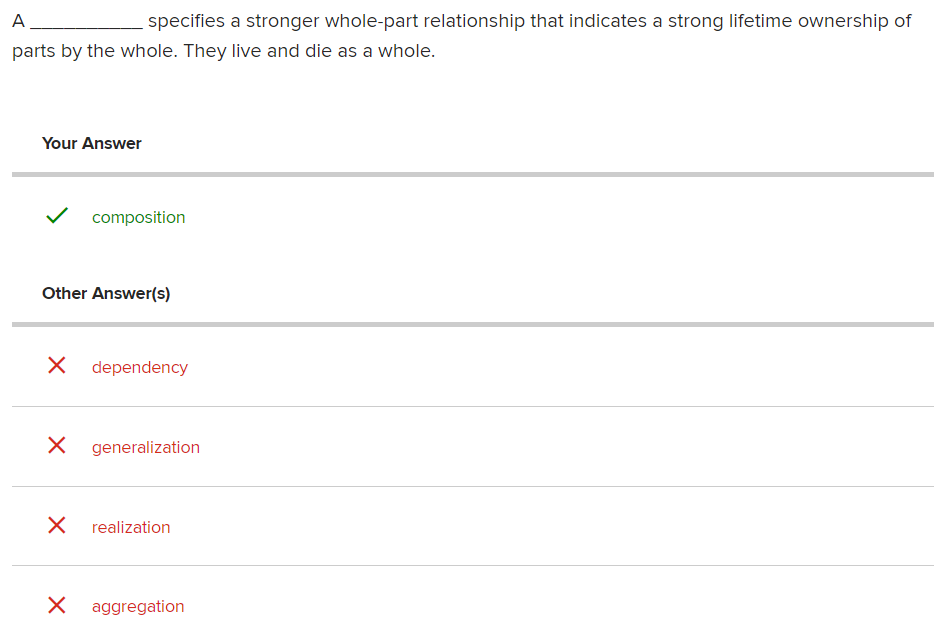 A ___________ specifies a stronger whole-part relationship that indicates a strong lifetime ownership of
parts by the whole. They live and die as a whole.
Your Answer
composition
Other Answer(s)
dependency
generalization
realization
aggregation